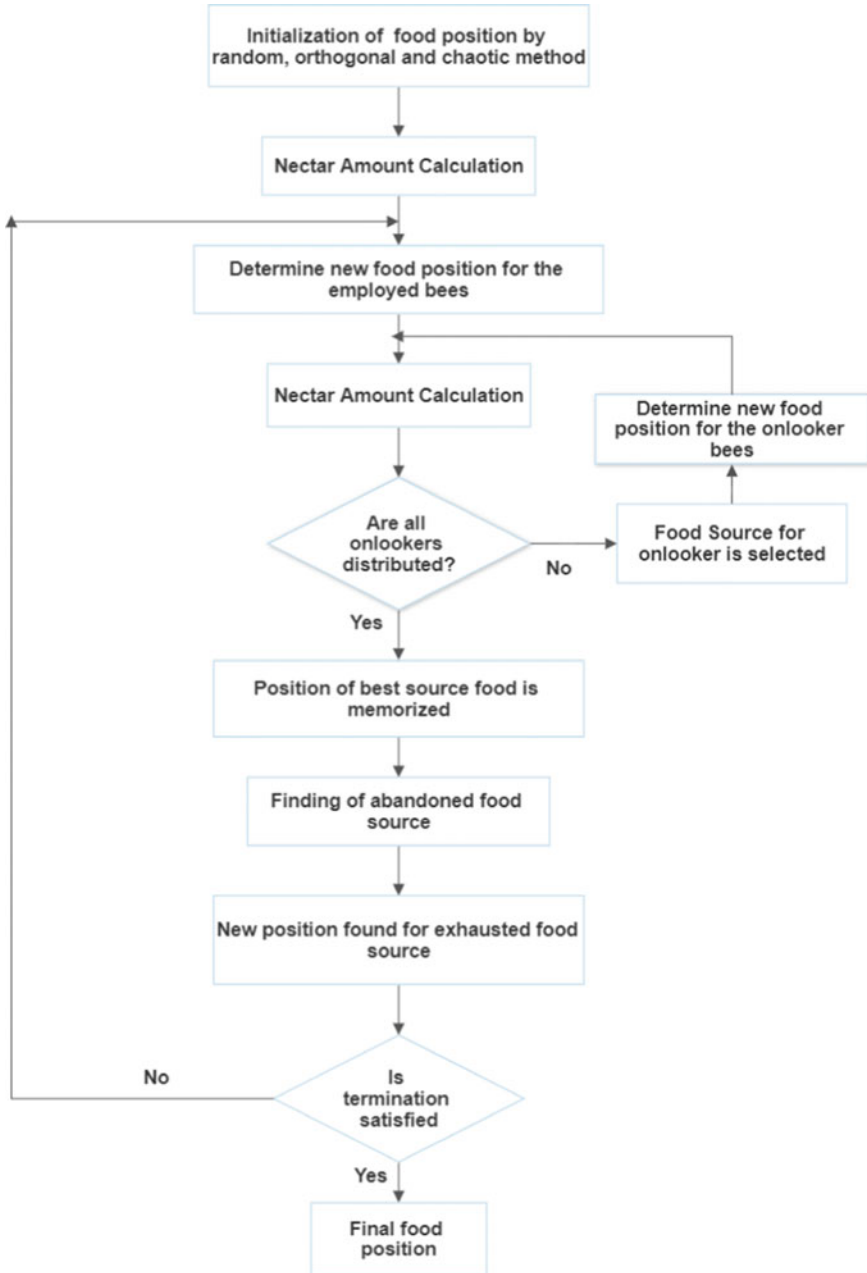 Initialization of food position by
random, orthogonal and chaotic method
Nectar Amount Calculation
Determine new food position for the
employed bees
Nectar Amount Calculation
Determine new food
position for the onlooker
bees
Are all
onlookers
distributed?
No
Food Source for
onlooker is selected
Yes
Position of best source food is
memorized
Finding of abandoned food
source
New position found for exhausted food
source
Is
termination
satisfied
No
Yes
Final food
position